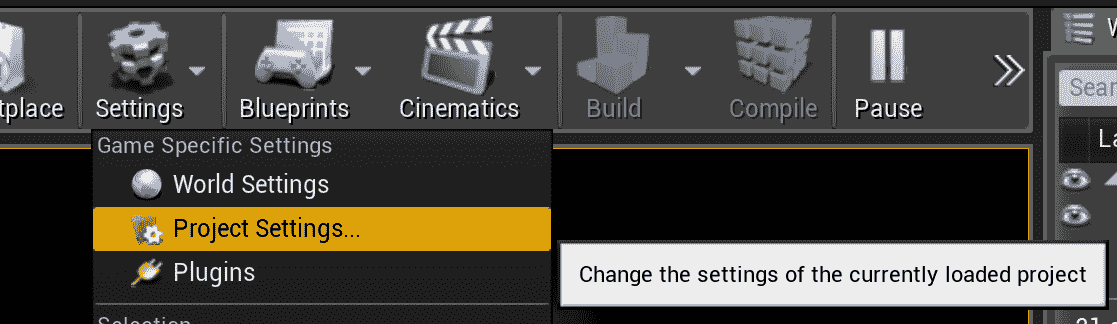 tplace Settings Blueprints Cinematics Build Compile Pause
Game Specific Settings
World Settings
Project Settings...
Plugins
Change the settings of the currently loaded project
Selection
Sear
La